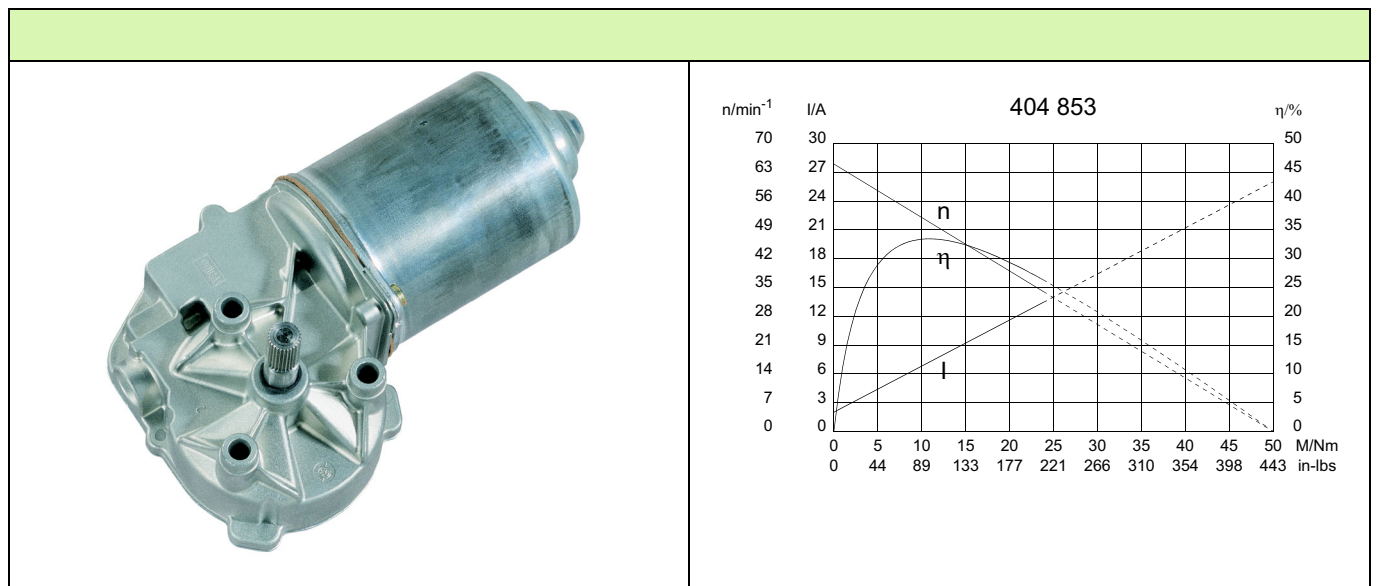 404 853
n/min-1 I/A η/%
70 30 50
63 27 45
56 24 40
49 21 35
42 18 30
35 15 25
28 12 20
21 9 15
14 6 10
7 3 5
0 0 0
n
η
I
0 5 10 15 20 25 30 35 40 45 50 M/Nm
0 44 89 133 177 221 266 310 354 398 443 in-lbs